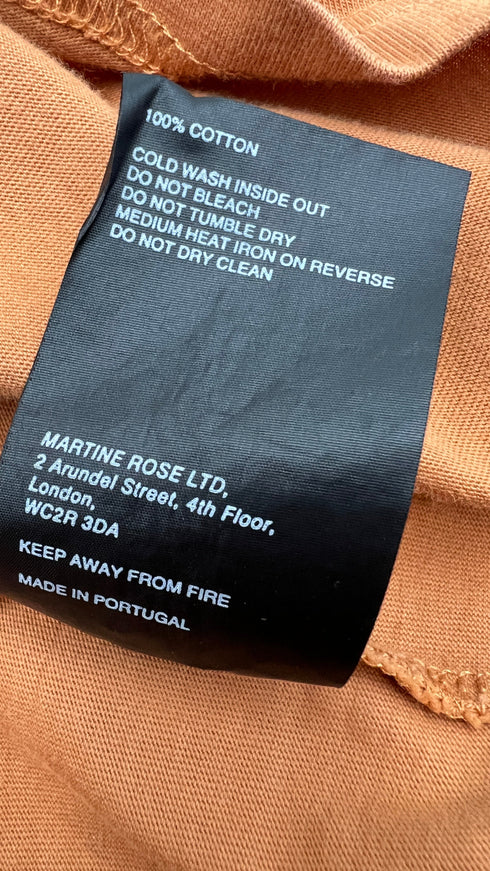 100% COTTON
COLD WASH INSIDE OUT
DO NOT BLEACH
DO NOT TUMBLE DRY
MEDIUM HEAT IRON ON REVERSE
DO NOT DRY CLEAN
MARTINE ROSE LTD,
2 Arundel Street, 4th Floor,
London,
WC2R 3DA
KEEP AWAY FROM FIRE
MADE IN PORTUGAL